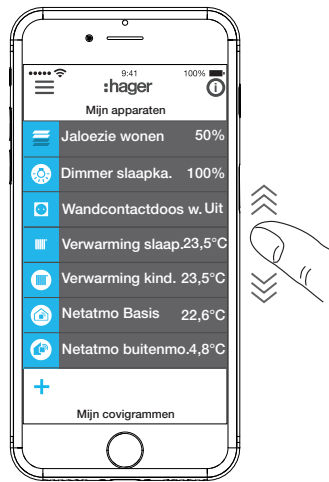 9:41 100%
:hager
Mijn apparaten
Jaloezie wonen 50%
Dimmer slaapka. 100%
Wandcontactdoos w. Uit
Verwarming slaap. 23,5°C
Verwarming kind. 23,5°C
Netatmo Basis 22,6°C
Netatmo buitenmo. 4,8°C
+
Mijn covigrammen